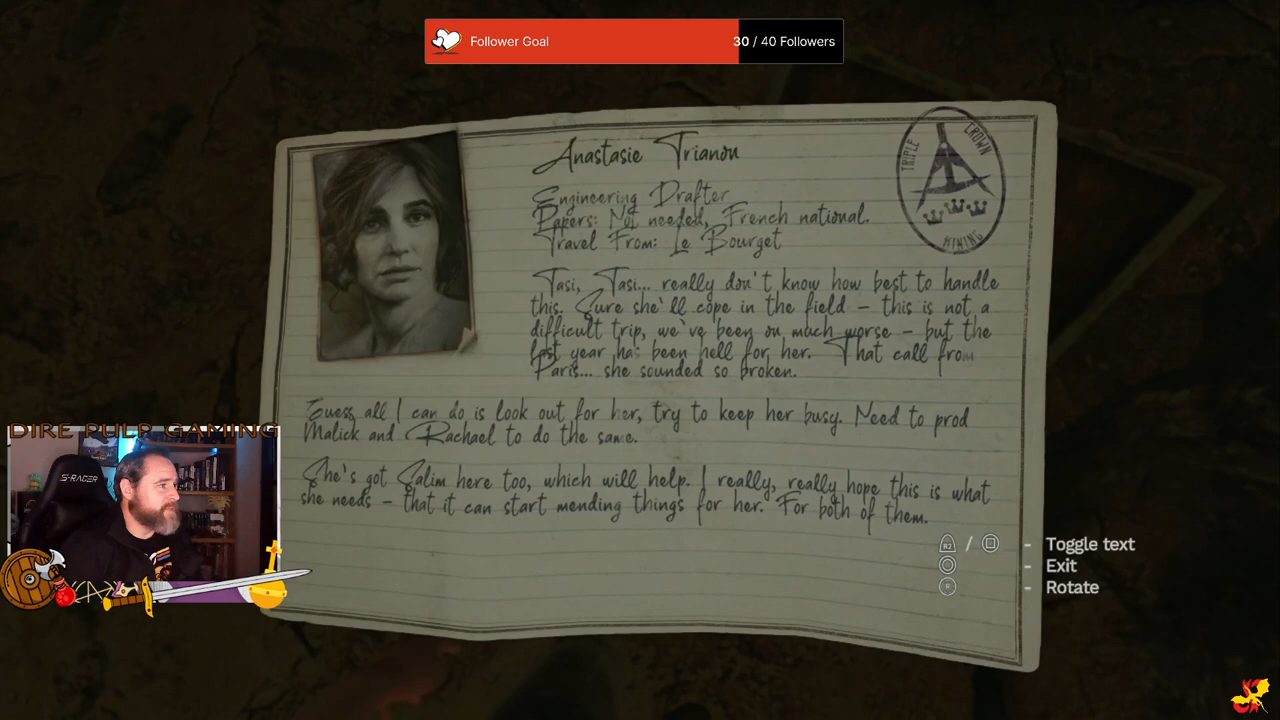 Follower Goal
30 / 40 Followers
Anastasie Trianon
TRIPLE CROWN
MINING
Engineering Drafter
Papers: Not needed, French national.
Travel From: Le Bourget
Tasi, Tasi... really don't know how best to handle
this. Sure she'll cope in the field – this is not a
difficult trip, we've been on much worse – but the
last year has been hell for her. That call from
Paris... she sounded so broken.
Guess all I can do is look out for her, try to keep her busy. Need to prod
Malick and Rachael to do the same.
She's got Salim here too, which will help. I really, really hope this is what
she needs – that it can start mending things for her. For both of them.
DIRE PULP GAMING
S-RACER
R2 / - Toggle text
- Exit
R - Rotate